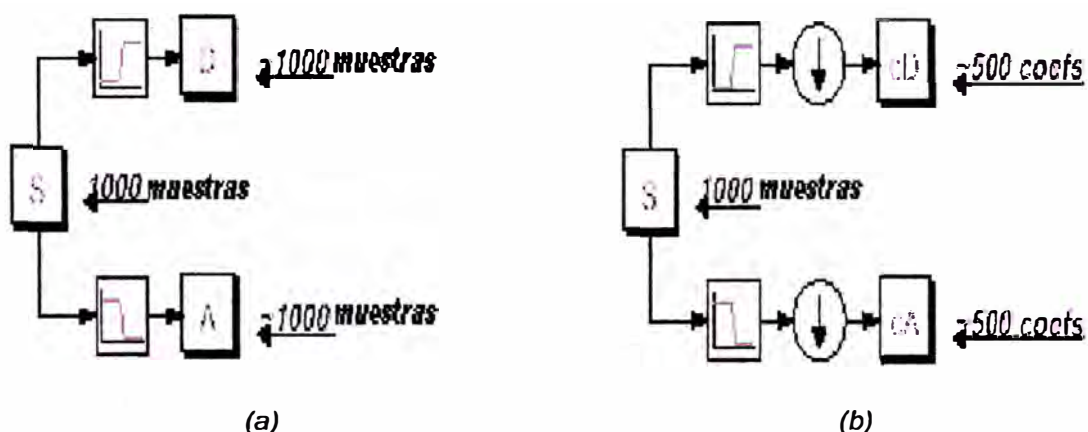 D
~1000 muestras
S
1000 muestras
A
~1000 muestras
(a)
cD
~500 coefs
S
1000 muestras
cA
~500 coefs
(b)